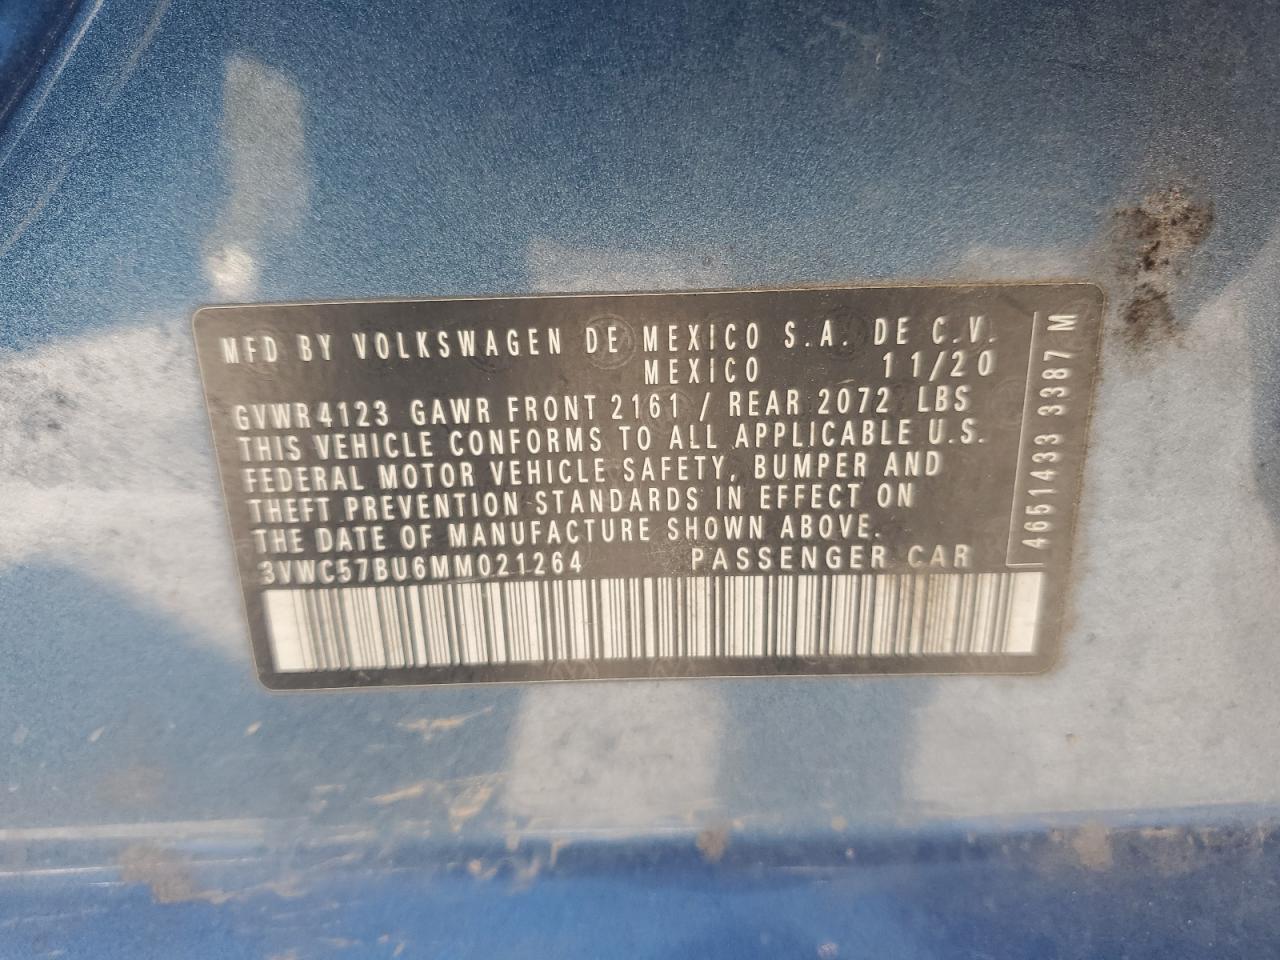 MFD BY VOLKSWAGEN DE MEXICO S.A. DE C.V.
MEXICO 11/20
GVWR 4123 GAWR FRONT 2161 / REAR 2072 LBS
THIS VEHICLE CONFORMS TO ALL APPLICABLE U.S.
FEDERAL MOTOR VEHICLE SAFETY, BUMPER AND
THEFT PREVENTION STANDARDS IN EFFECT ON
THE DATE OF MANUFACTURE SHOWN ABOVE.
3VWC57BU6MM021264 PASSENGER CAR
4651433 3387 M